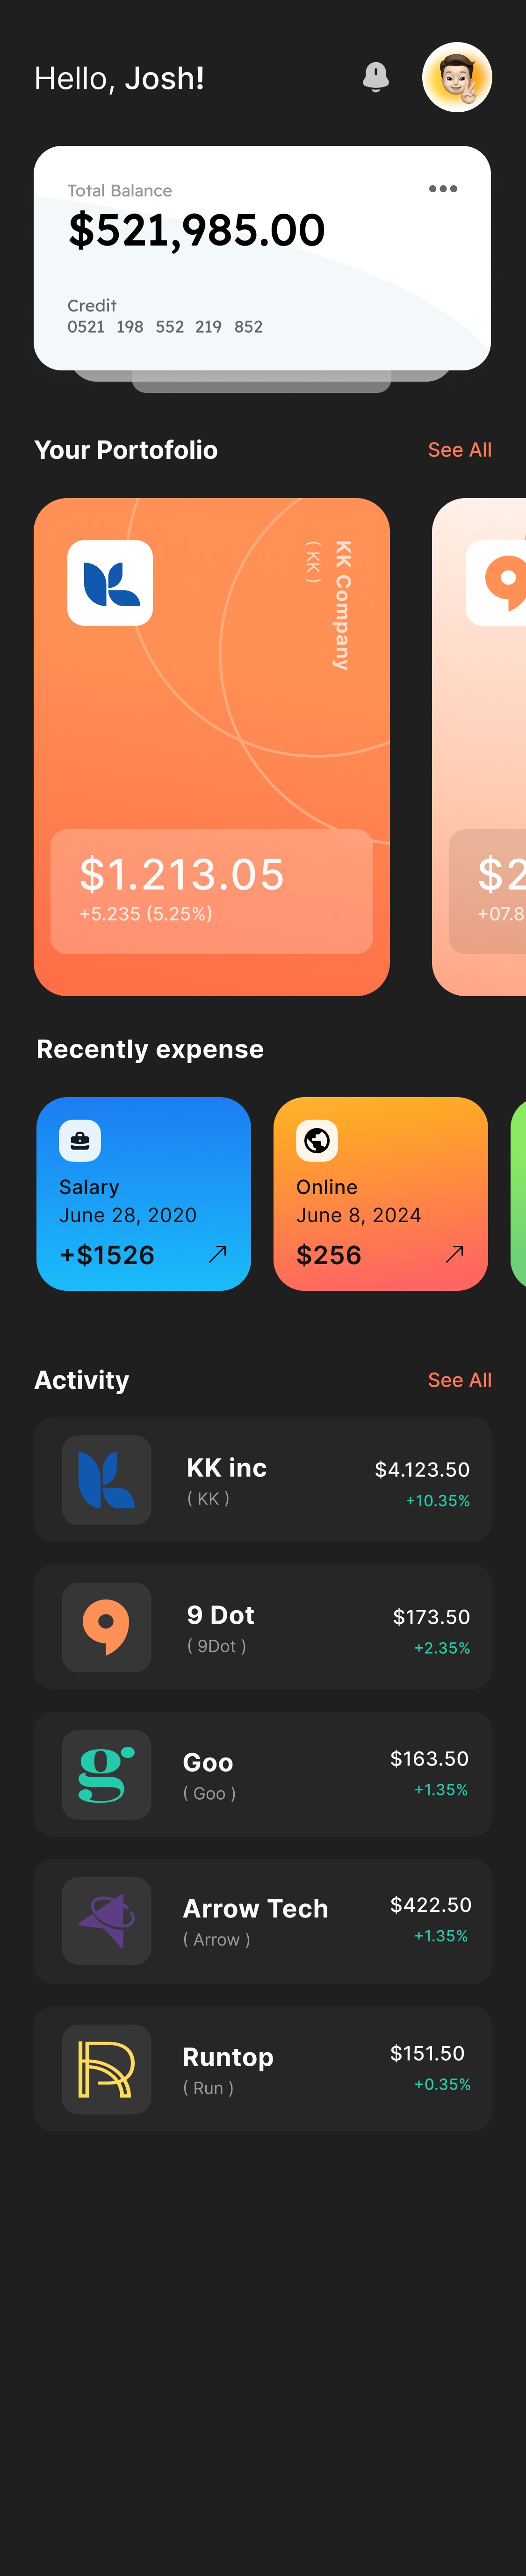 Hello, Josh!
Total Balance
$521,985.00
Credit
0521 198 552 219 852
Your Portofolio
See All
KK Company
( KK )
$1.213.05
+5.235 (5.25%)
$2
+07.8
Recently expense
Salary
June 28, 2020
+$1526
Online
June 8, 2024
$256
Activity
See All
KK inc
( KK )
$4.123.50
+10.35%
9 Dot
( 9Dot )
$173.50
+2.35%
Goo
( Goo )
$163.50
+1.35%
Arrow Tech
( Arrow )
$422.50
+1.35%
Runtop
( Run )
$151.50
+0.35%